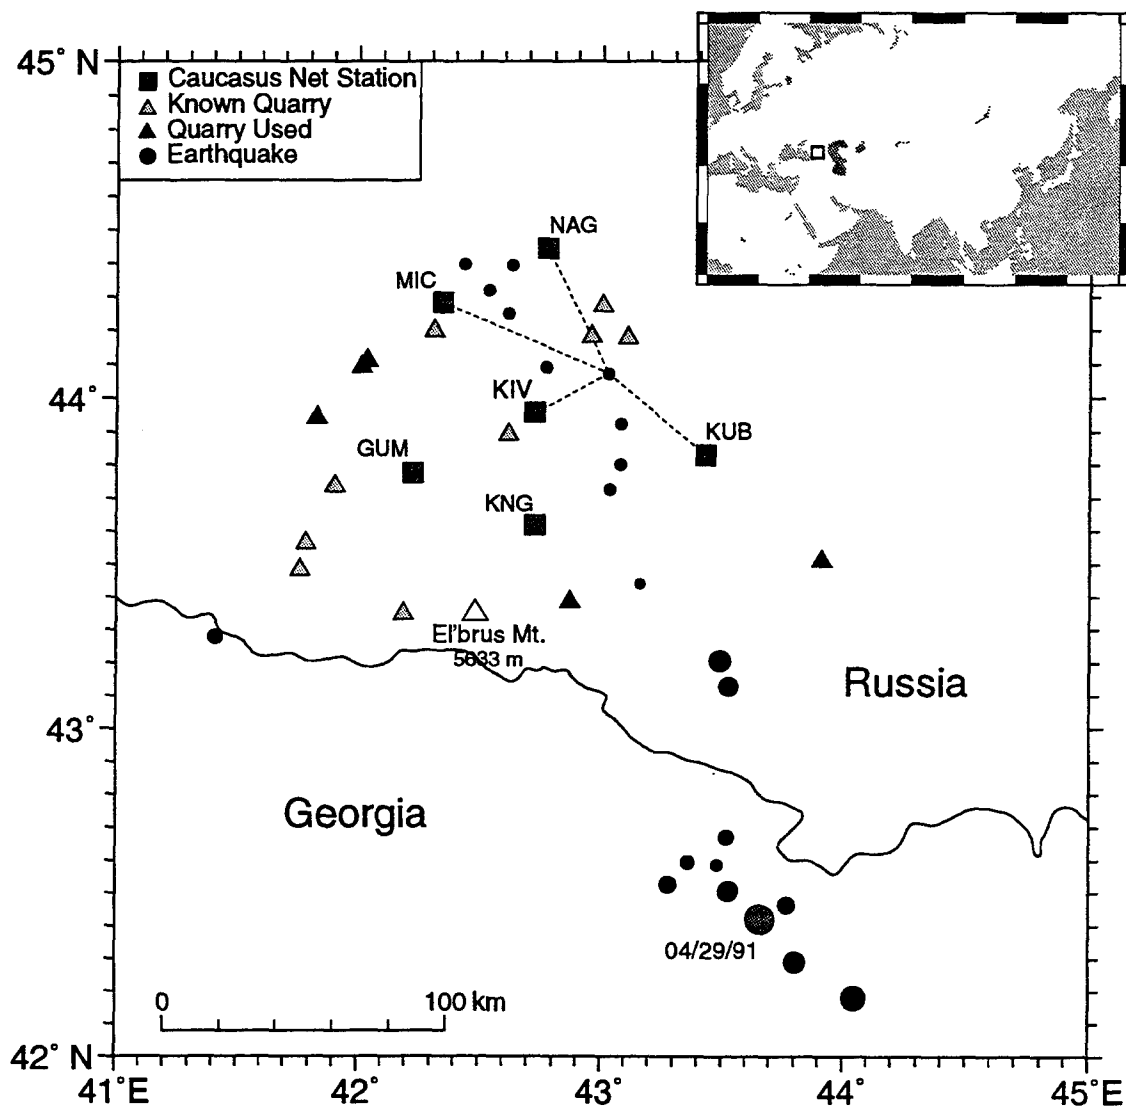 45° N
Caucasus Net Station
Known Quarry
Quarry Used
Earthquake
NAG
MIC
44°
KIV
KUB
GUM
KNG
El'brus Mt.
5633 m
Russia
43°
Georgia
04/29/91
0 100 km
42° N
41° E 42° 43° 44° 45° E